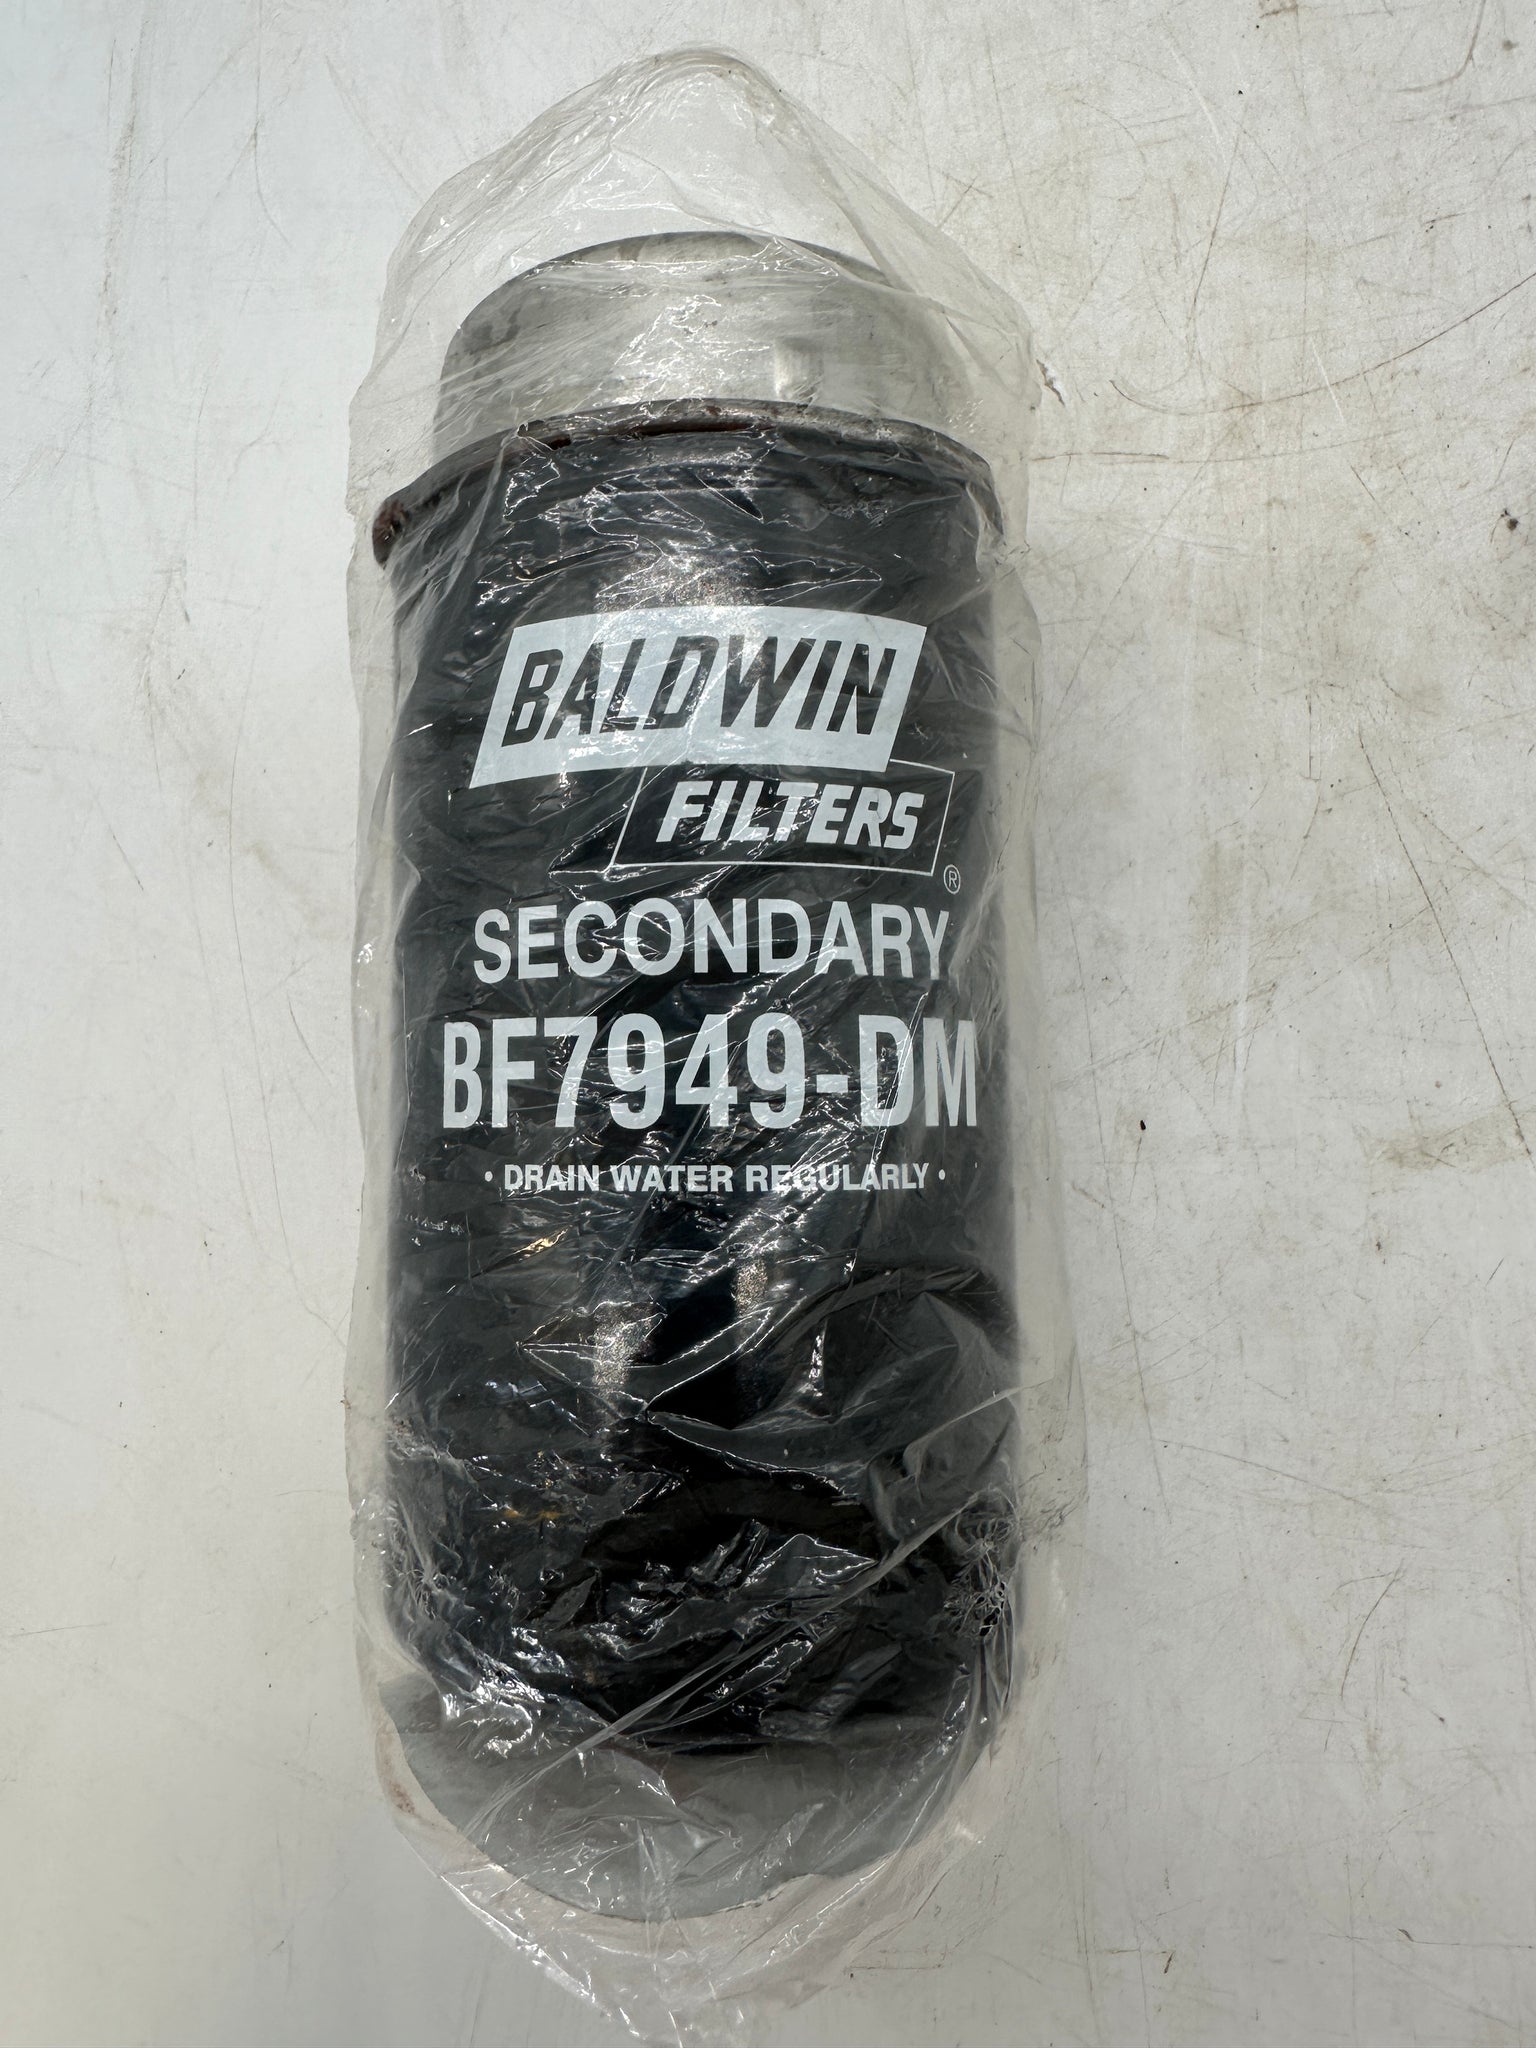 BALDWIN
FILTERS
®
SECONDARY
BF7949-DM
• DRAIN WATER REGULARLY •